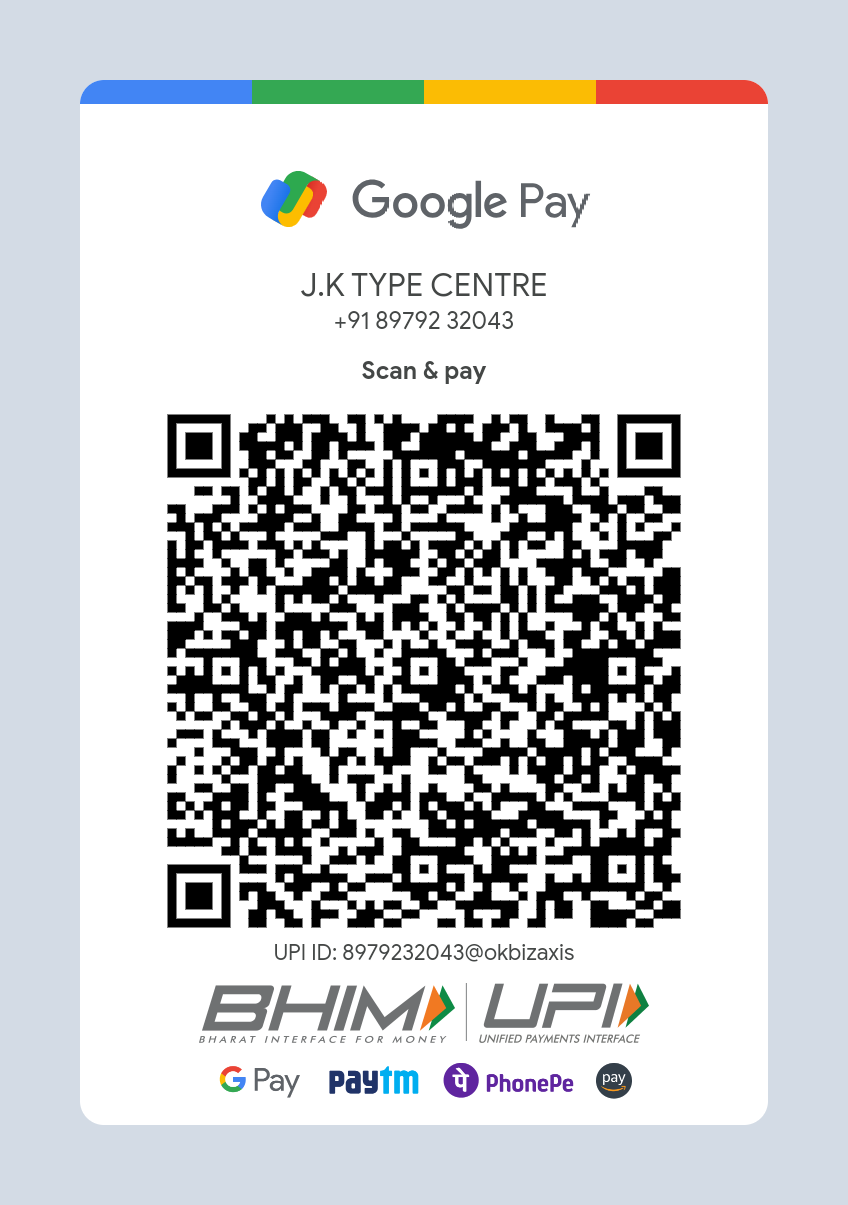 Google Pay
J.K TYPE CENTRE
+91 89792 32043
Scan & pay
UPI ID: 8979232043@okbizaxis
BHIM UPI
BHARAT INTERFACE FOR MONEY UNIFIED PAYMENTS INTERFACE
G Pay paytm पे PhonePe pay